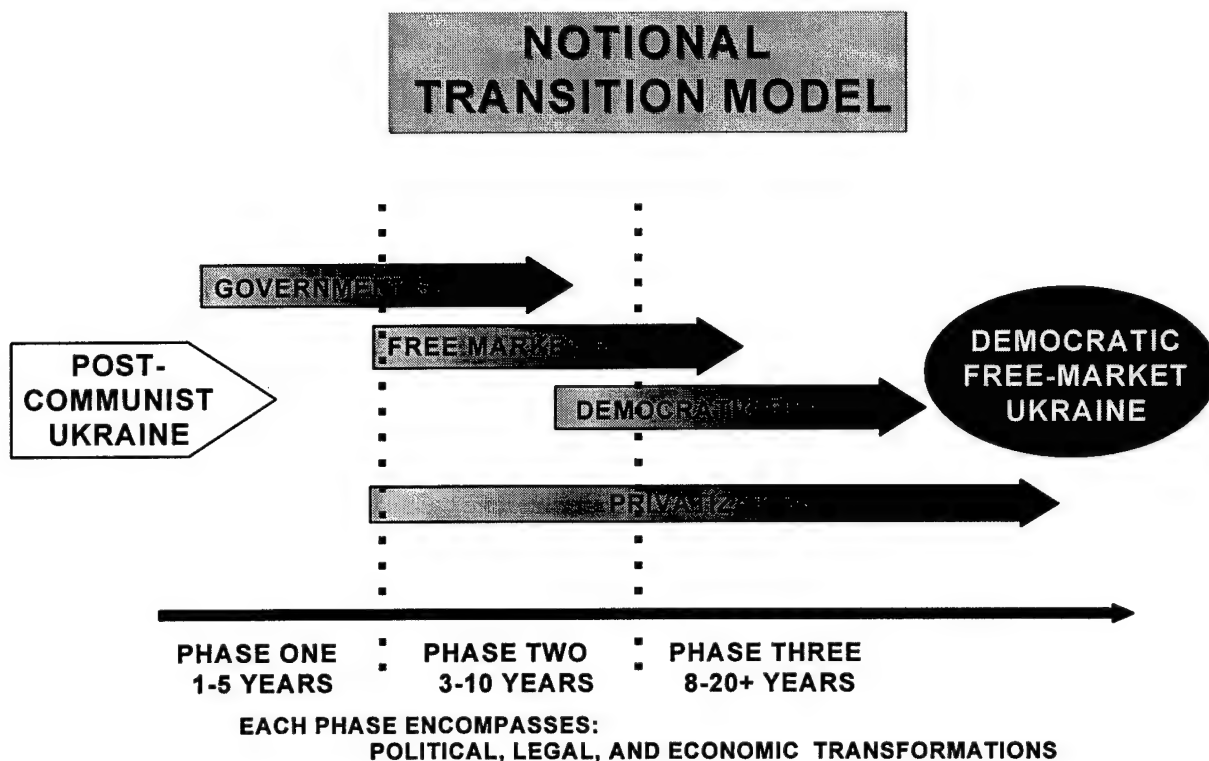 NOTIONAL
TRANSITION MODEL
GOVERNMENT
FREE MARKET
POST-
COMMUNIST
UKRAINE
DEMOCRATIC
FREE-MARKET
UKRAINE
PHASE ONE
1-5 YEARS
PHASE TWO
3-10 YEARS
PHASE THREE
8-20+ YEARS
EACH PHASE ENCOMPASSES:
POLITICAL, LEGAL, AND ECONOMIC TRANSFORMATIONS